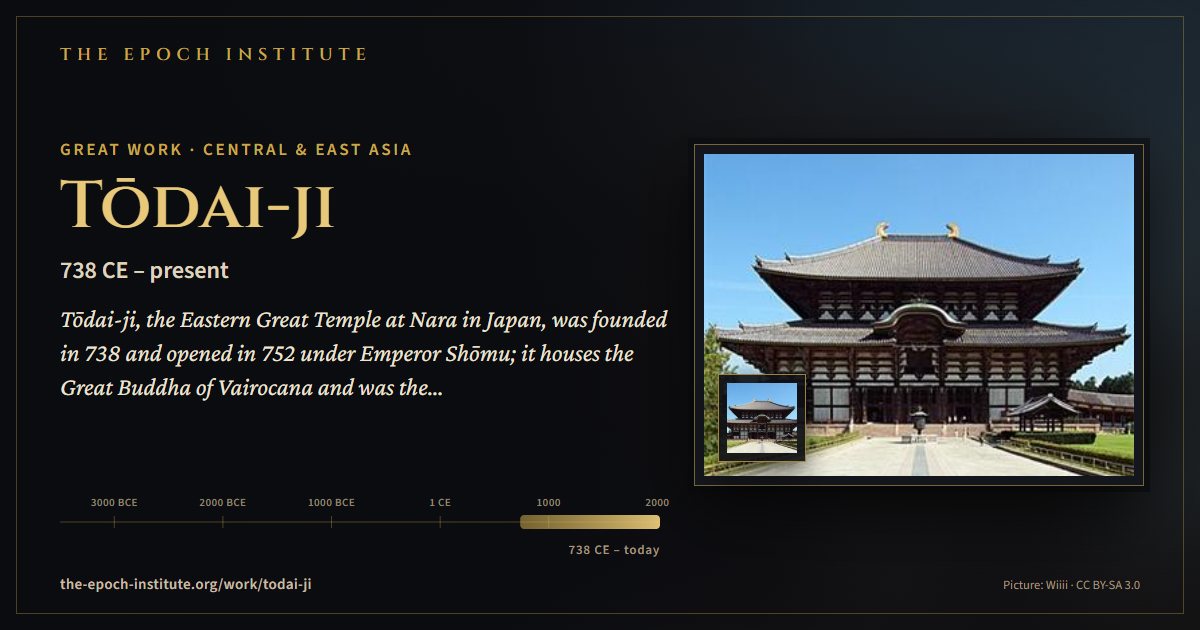 THE EPOCH INSTITUTE
GREAT WORK · CENTRAL & EAST ASIA
TŌDAI-JI
738 CE – present
Tōdai-ji, the Eastern Great Temple at Nara in Japan, was founded
in 738 and opened in 752 under Emperor Shōmu; it houses the
Great Buddha of Vairocana and was the...
3000 BCE 2000 BCE 1000 BCE 1 CE 1000 2000
738 CE – today
the-epoch-institute.org/work/todai-ji
Picture: Wiiii · CC BY-SA 3.0